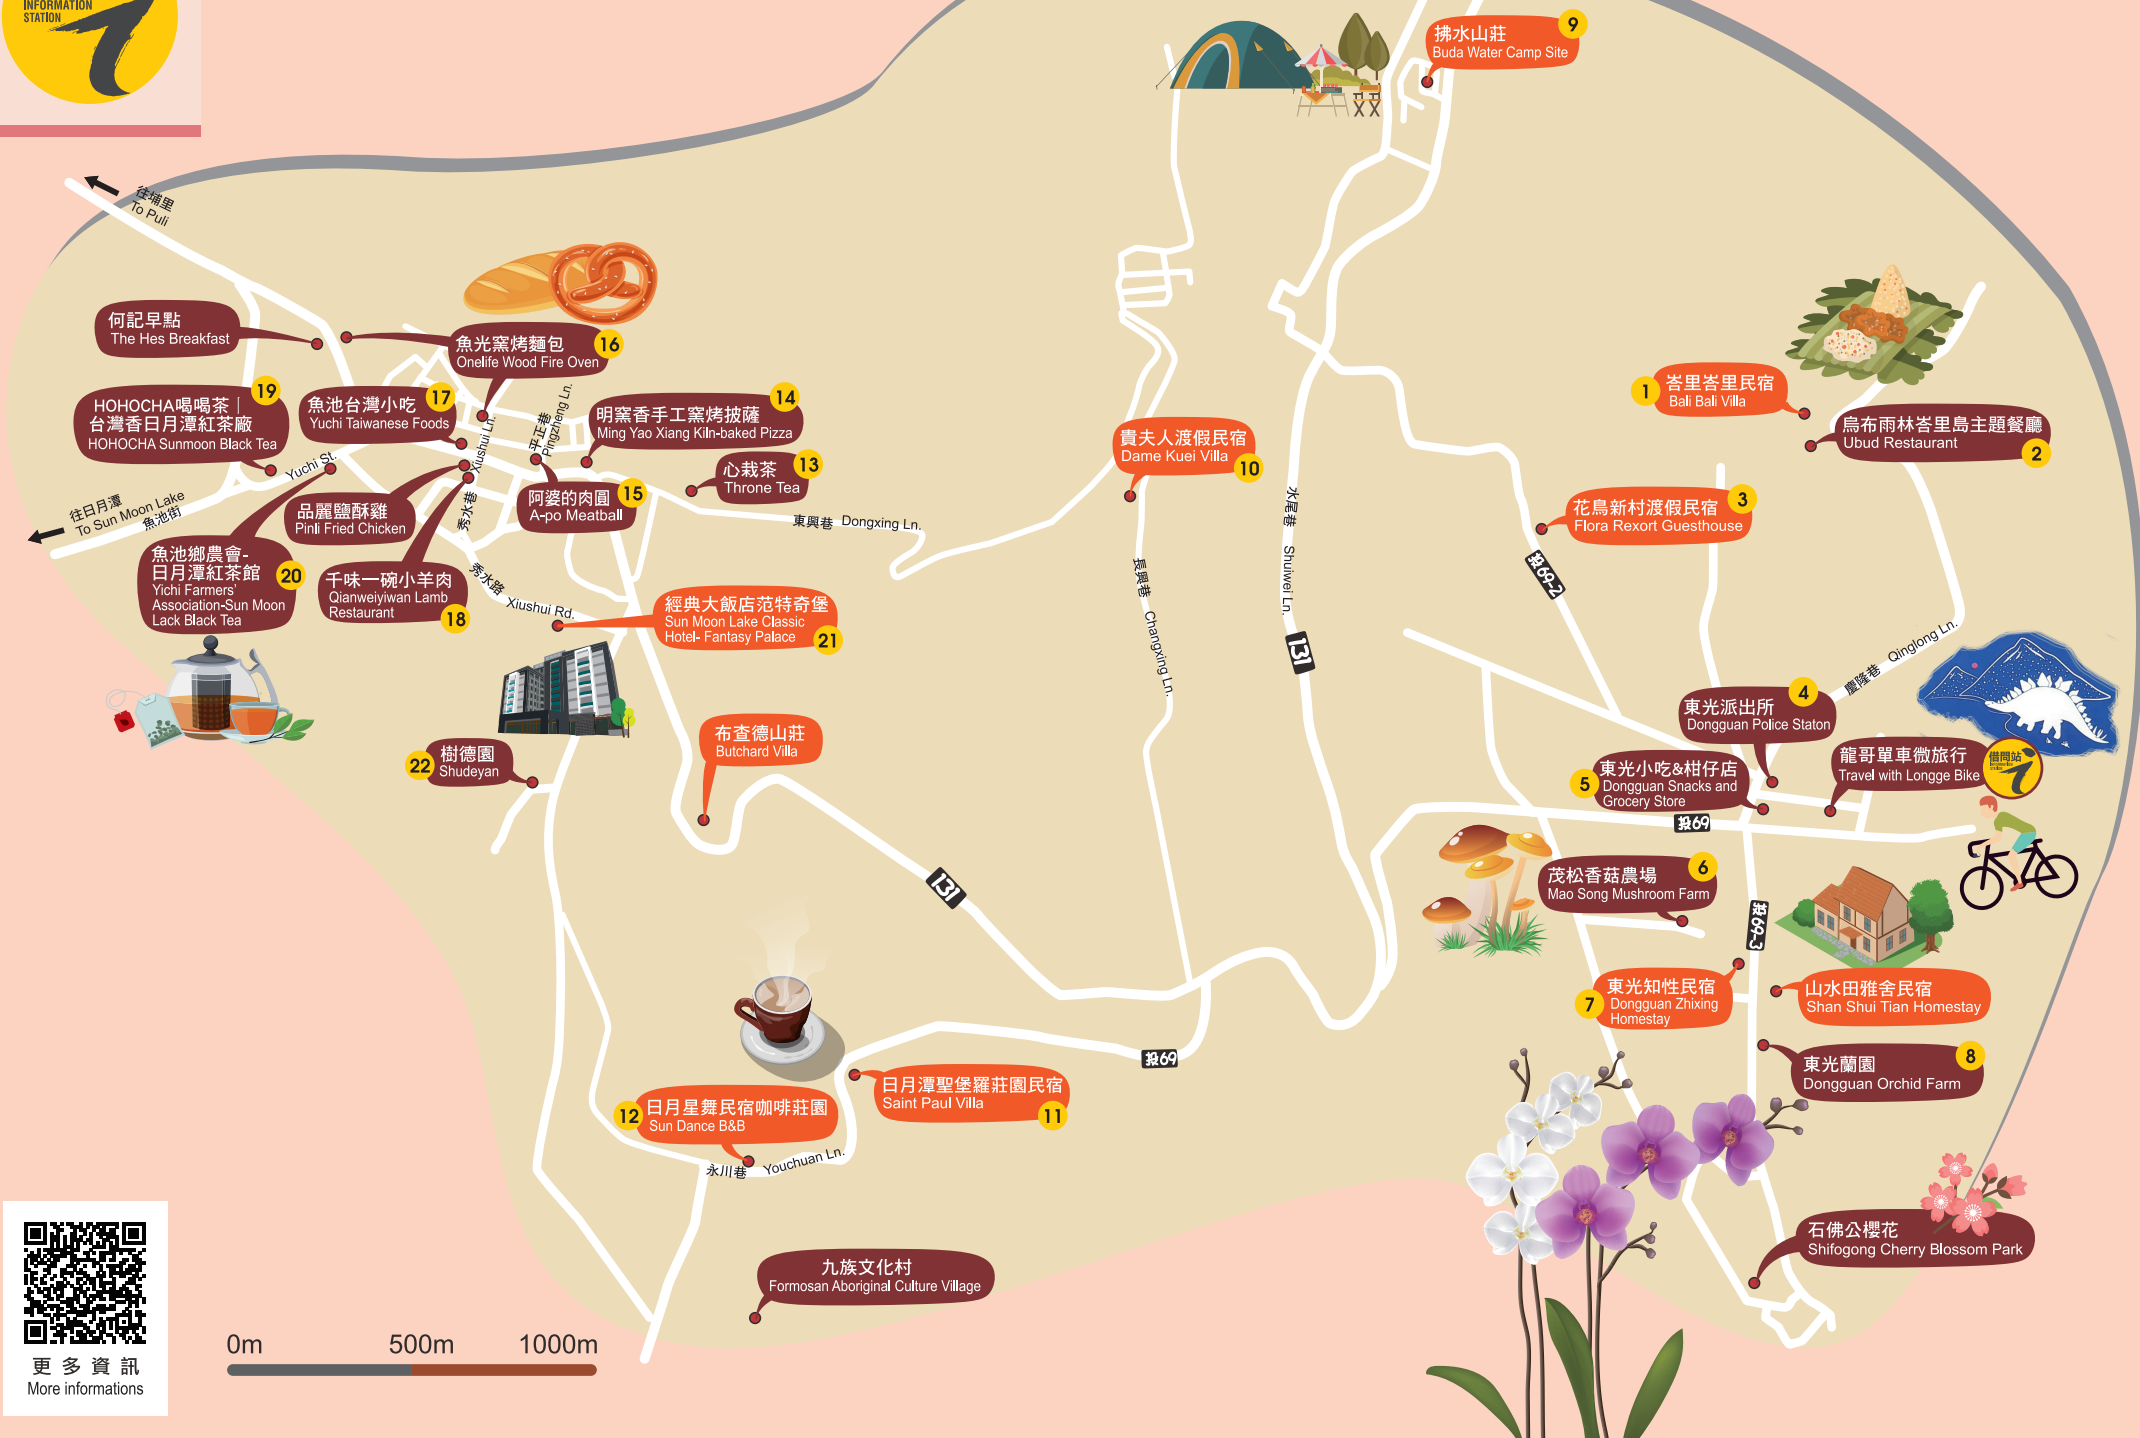 INFORMATION
STATION
拂水山莊
Buda Water Camp Site
9
往埔里
To Puli
何記早點
The Hes Breakfast
魚光窯烤麵包
Onelife Wood Fire Oven
16
HOHOCHA喝喝茶｜
台灣香日月潭紅茶廠
HOHOCHA Sunmoon Black Tea
19
魚池台灣小吃
Yuchi Taiwanese Foods
17
秀水巷 Xiushui Ln.
平正巷
Pingzheng Ln.
明窯香手工窯烤披薩
Ming Yao Xiang Kiln-baked Pizza
14
心栽茶
Throne Tea
13
阿婆的肉圓
A-po Meatball
15
Yuchi St.
魚池街
往日月潭
To Sun Moon Lake
品麗鹽酥雞
Pinli Fried Chicken
魚池鄉農會-
日月潭紅茶館
Yichi Farmers'
Association-Sun Moon
Lack Black Tea
20
千味一碗小羊肉
Qianweiyiwan Lamb
Restaurant
18
秀水路 Xiushui Rd.
東興巷 Dongxing Ln.
經典大飯店范特奇堡
Sun Moon Lake Classic
Hotel- Fantasy Palace
21
樹德園
Shudeyan
22
布查德山莊
Butchard Villa
貴夫人渡假民宿
Dame Kuei Villa
10
長興巷 Changxing Ln.
水尾巷 Shuiwei Ln.
131
131
1
峇里峇里民宿
Bali Bali Villa
烏布雨林峇里島主題餐廳
Ubud Restaurant
2
花鳥新村渡假民宿
Flora Rexort Guesthouse
3
投69-2
慶隆巷 Qinglong Ln.
東光派出所
Dongguan Police Staton
4
5
東光小吃&柑仔店
Dongguan Snacks and
Grocery Store
龍哥單車微旅行
Travel with Longge Bike
借問站
投69
茂松香菇農場
Mao Song Mushroom Farm
6
投69-3
7
東光知性民宿
Dongguan Zhixing
Homestay
山水田雅舍民宿
Shan Shui Tian Homestay
東光蘭園
Dongguan Orchid Farm
8
投69
日月潭聖堡羅莊園民宿
Saint Paul Villa
11
12
日月星舞民宿咖啡莊園
Sun Dance B&B
永川巷 Youchuan Ln.
石佛公櫻花
Shifogong Cherry Blossom Park
九族文化村
Formosan Aboriginal Culture Village
0m 500m 1000m
更多資訊
More informations